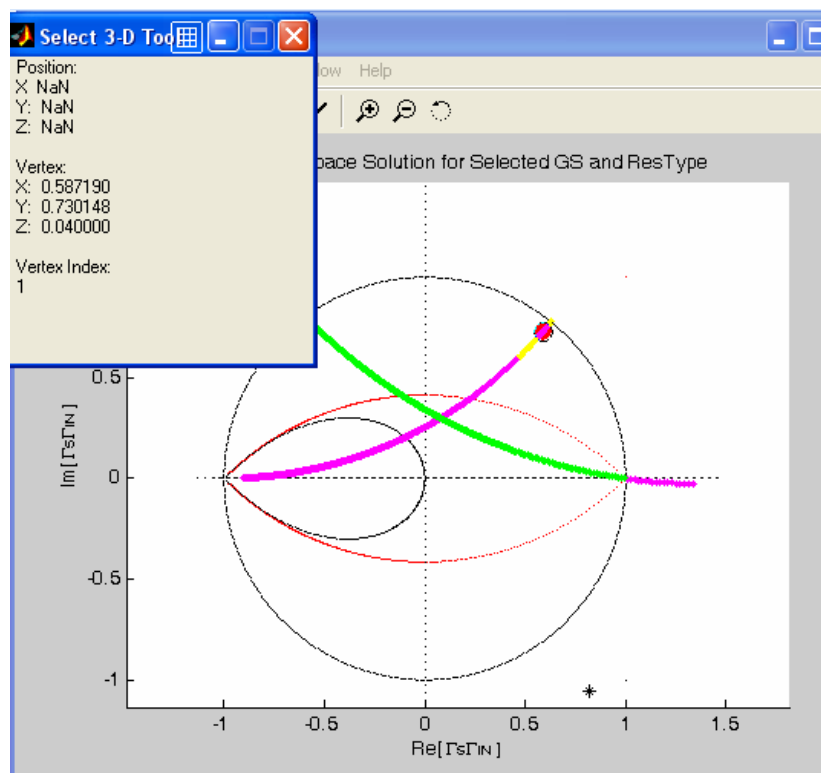 Select 3-D Too
Position:
X NaN
Y: NaN
Z: NaN
Vertex:
X: 0.587190
Y: 0.730148
Z: 0.040000
Vertex Index:
1
Help
Space Solution for Selected GS and ResType
0.5
0
-0.5
-1
Im[ΓsΓIN]
-1
-0.5
0
0.5
1
1.5
Re[ΓsΓIN]